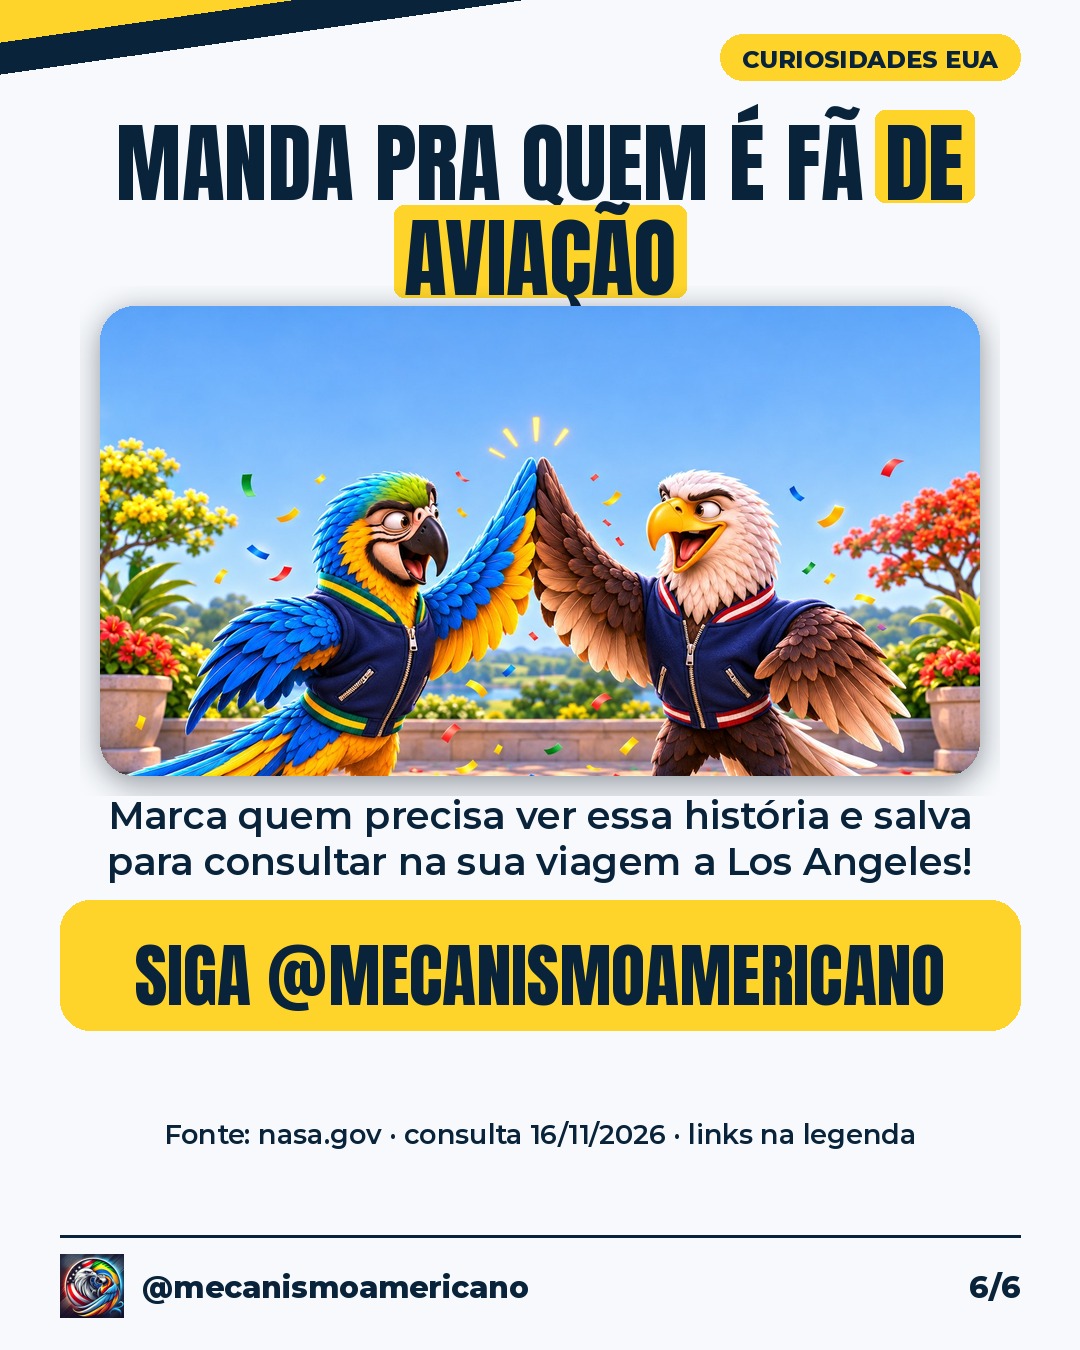 CURIOSIDADES EUA
MANDA PRA QUEM É FÃ DE
AVIAÇÃO
Marca quem precisa ver essa história e salva
para consultar na sua viagem a Los Angeles!
SIGA @MECANISMOAMERICANO
Fonte: nasa.gov · consulta 16/11/2026 · links na legenda
@mecanismoamericano
6/6